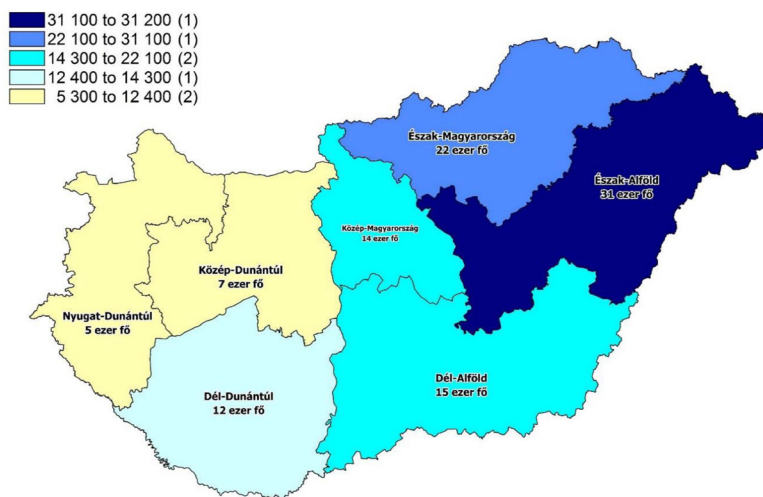 31 100 to 31 200 (1)
22 100 to 31 100 (1)
14 300 to 22 100 (2)
12 400 to 14 300 (1)
5 300 to 12 400 (2)
Észak-Magyarország
22 ezer fő
Észak-Alföld
31 ezer fő
Közép-Magyarország
14 ezer fő
Közép-Dunántúl
7 ezer fő
Nyugat-Dunántúl
5 ezer fő
Dél-Alföld
15 ezer fő
Dél-Dunántúl
12 ezer fő